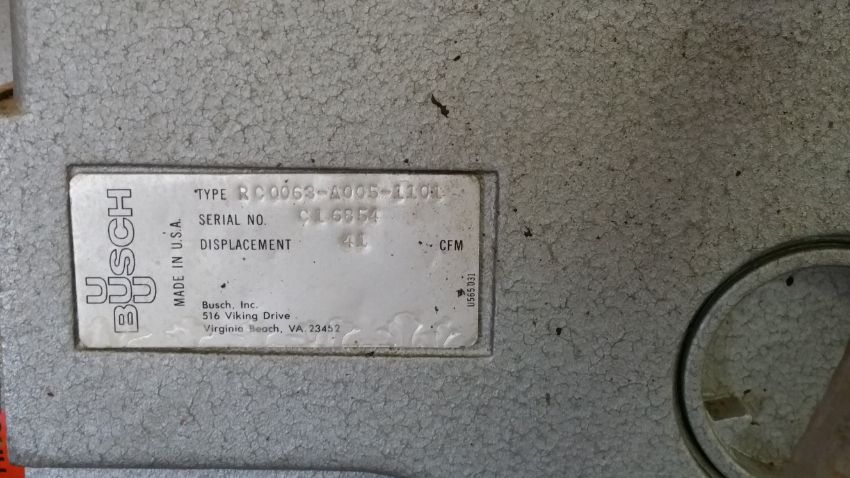 BUSCH
MADE IN U.S.A.
TYPE RC0063-A005-1101
SERIAL NO. C16854
DISPLACEMENT 41 CFM
Busch, Inc.
516 Viking Drive
Virginia Beach, VA. 23452
U565031